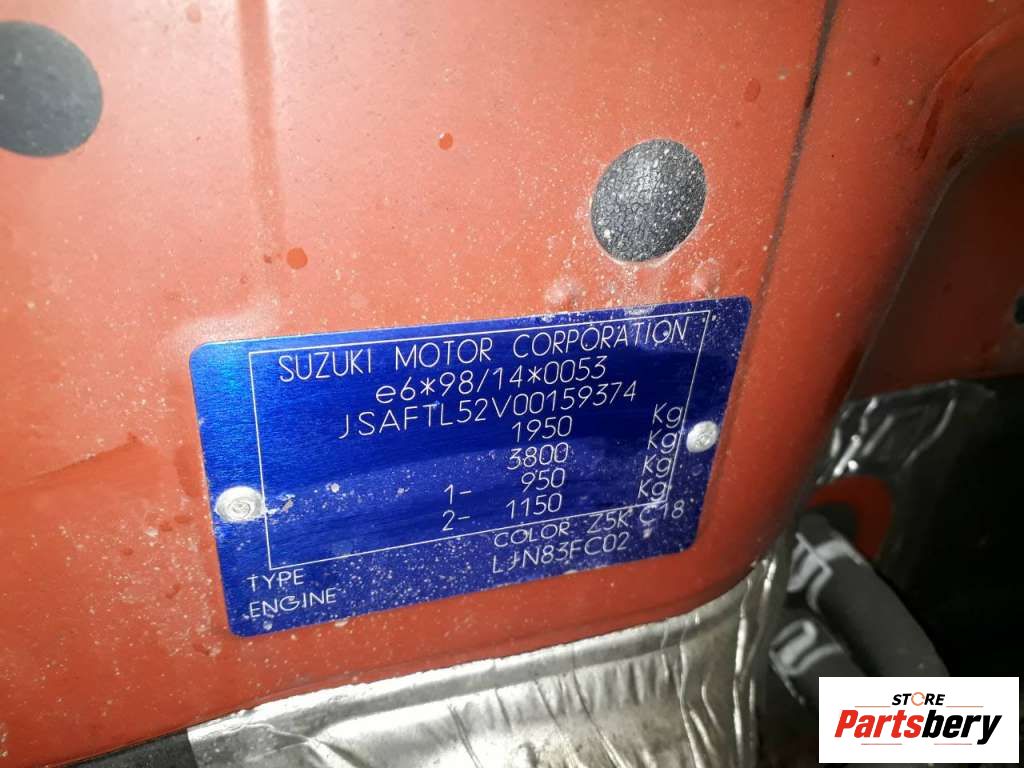 SUZUKI MOTOR CORPORATION
e6*98/14*0053
JSAFTL52V00159374
1950 Kg
3800 Kg
1- 950 Kg
2- 1150 Kg
COLOR Z5K C18
TYPE LJN83FC02
ENGINE
STORE
Partsbery